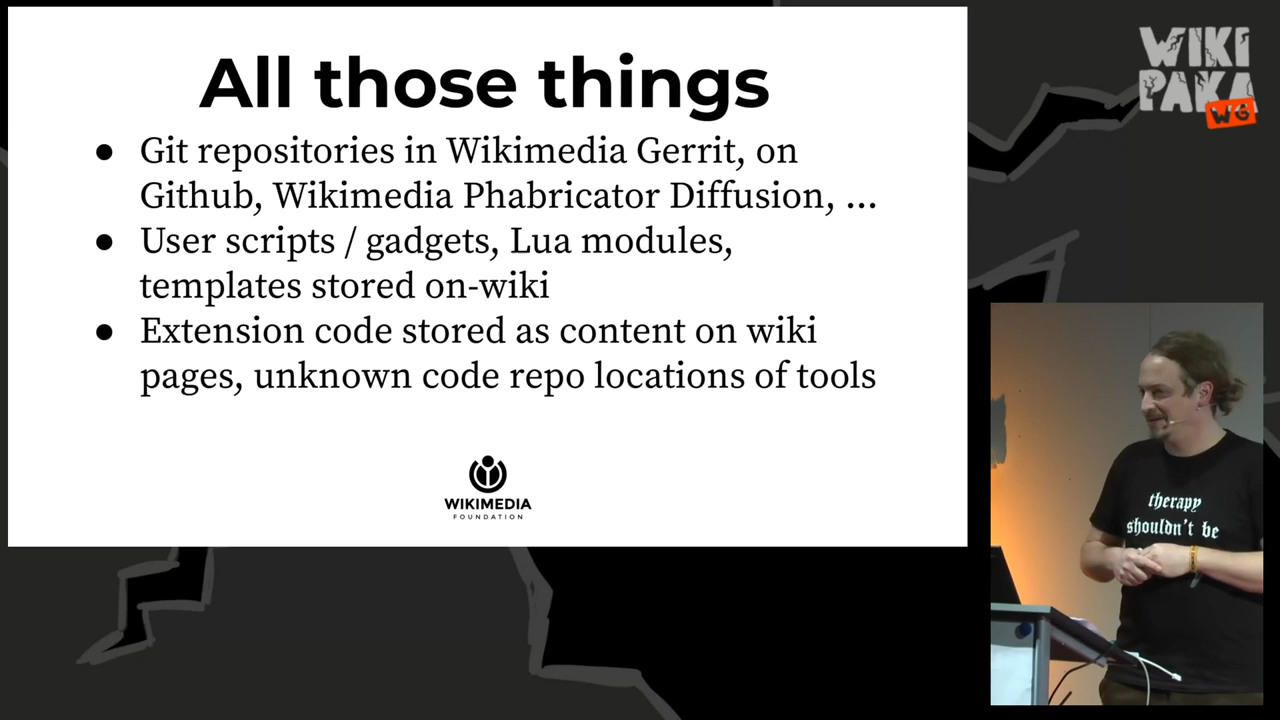 All those things
● Git repositories in Wikimedia Gerrit, on
Github, Wikimedia Phabricator Diffusion, ...
● User scripts / gadgets, Lua modules,
templates stored on-wiki
● Extension code stored as content on wiki
pages, unknown code repo locations of tools
WIKIMEDIA
FOUNDATION
WIKI
PAKA
WG
therapy
shouldn't be